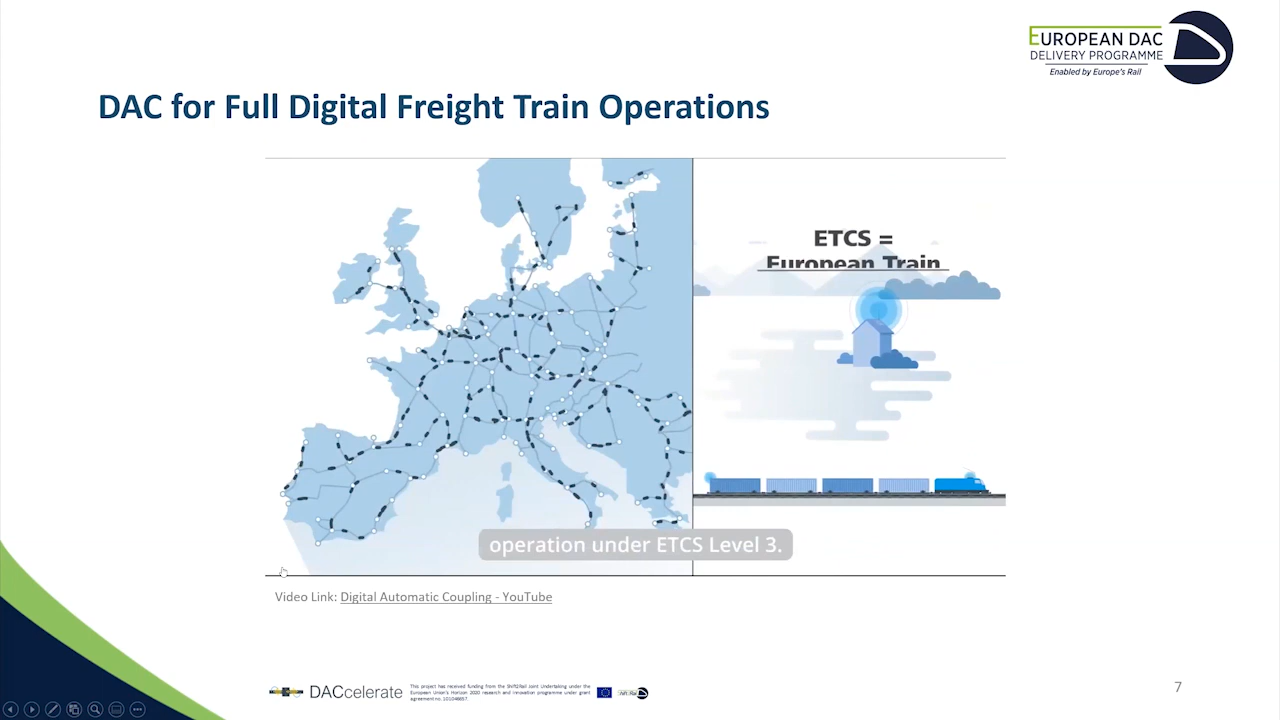 EUROPEAN DAC
DELIVERY PROGRAMME
Enabled by Europe's Rail
DAC for Full Digital Freight Train Operations
ETCS =
European Train
operation under ETCS Level 3.
Video Link: Digital Automatic Coupling - YouTube
DACcelerate
This project has received funding from the Shift2Rail Joint Undertaking under the
European Union's Horizon 2020 research and innovation programme under grant
agreement no. 101046657.
7